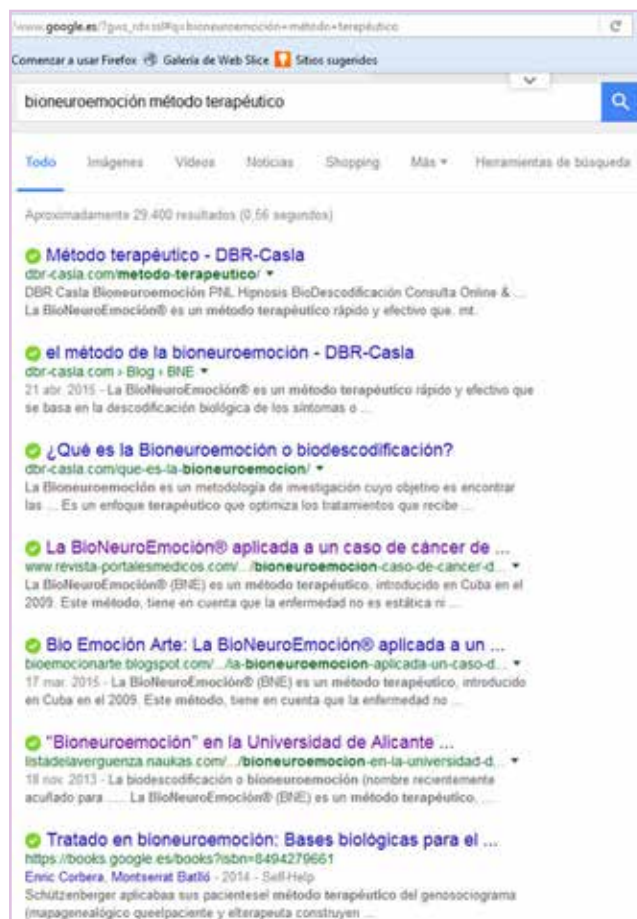 www.google.es/?gws_rd=ssl#q=bioneuroemoción+método+terapéutico
Comenzar a usar Firefox Galería de Web Slice Sitios sugeridos
bioneuroemoción método terapéutico
Todo Imágenes Vídeos Noticias Shopping Más Herramientas de búsqueda
Aproximadamente 29.400 resultados (0,56 segundos)
Método terapéutico - DBR-Casla
dbr-casla.com/metodo-terapeutico/
DBR Casla Bioneuroemoción PNL Hipnosis BioDescodificación Consulta Online & ...
La BioNeuroEmoción® es un método terapéutico rápido y efectivo que. mt.
el método de la bioneuroemoción - DBR-Casla
dbr-casla.com › Blog › BNE
21 abr. 2015 - La BioNeuroEmoción® es un método terapéutico rápido y efectivo que
se basa en la descodificación biológica de los síntomas o ...
¿Qué es la Bioneuroemoción o biodescodificación?
dbr-casla.com/que-es-la-bioneuroemocion/
La Bioneuroemoción es un metodología de investigación cuyo objetivo es encontrar
las ... Es un enfoque terapéutico que optimiza los tratamientos que recibe ...
La BioNeuroEmoción® aplicada a un caso de cáncer de ...
www.revista-portalesmedicos.com/.../bioneuroemocion-caso-de-cancer-d...
La BioNeuroEmoción® (BNE) es un método terapéutico, introducido en Cuba en el
2009. Este método, tiene en cuenta que la enfermedad no es estática ni ...
Bio Emoción Arte: La BioNeuroEmoción® aplicada a un ...
bioemocionarte.blogspot.com/.../la-bioneuroemocion-aplicada-un-caso-d...
17 mar. 2015 - La BioNeuroEmoción® (BNE) es un método terapéutico, introducido
en Cuba en el 2009. Este método, tiene en cuenta que la enfermedad no ...
"Bioneuroemoción" en la Universidad de Alicante ...
listadelaverguenza.naukas.com/.../bioneuroemocion-en-la-universidad-d...
18 nov. 2013 - La biodescodificación o bioneuroemoción (nombre recientemente
acuñado para ...... La BioNeuroEmoción® (BNE) es un método terapéutico, ...
Tratado en bioneuroemoción: Bases biológicas para el ...
https://books.google.es/books?isbn=8494279661
Enric Corbera, Montserrat Batlló - 2014 - Self-Help
Schützenberger aplicabaa sus pacientesel método terapéutico del genosociograma
(mapagenealógico queelpaciente y elterapeuta construyen ...